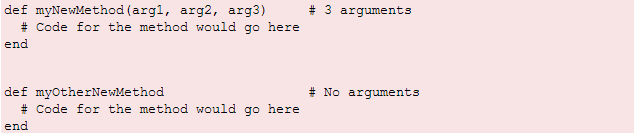 def myNewMethod(arg1, arg2, arg3)     # 3 arguments
  # Code for the method would go here
end
def myOtherNewMethod                  # No arguments
  # Code for the method would go here
end